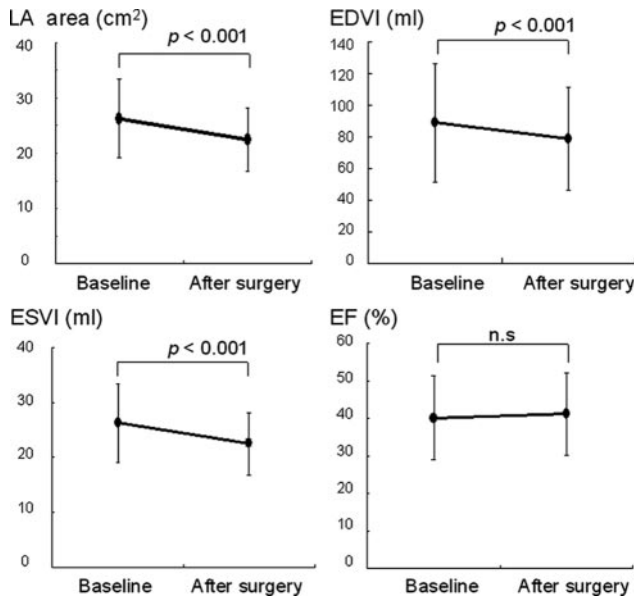 LA area (cm²)
p < 0.001
40
30
20
10
0
Baseline After surgery
EDVI (ml)
p < 0.001
140
120
100
80
60
40
20
0
Baseline After surgery
ESVI (ml)
p < 0.001
40
30
20
10
0
Baseline After surgery
EF (%)
n.s
60
50
40
30
20
10
0
Baseline After surgery